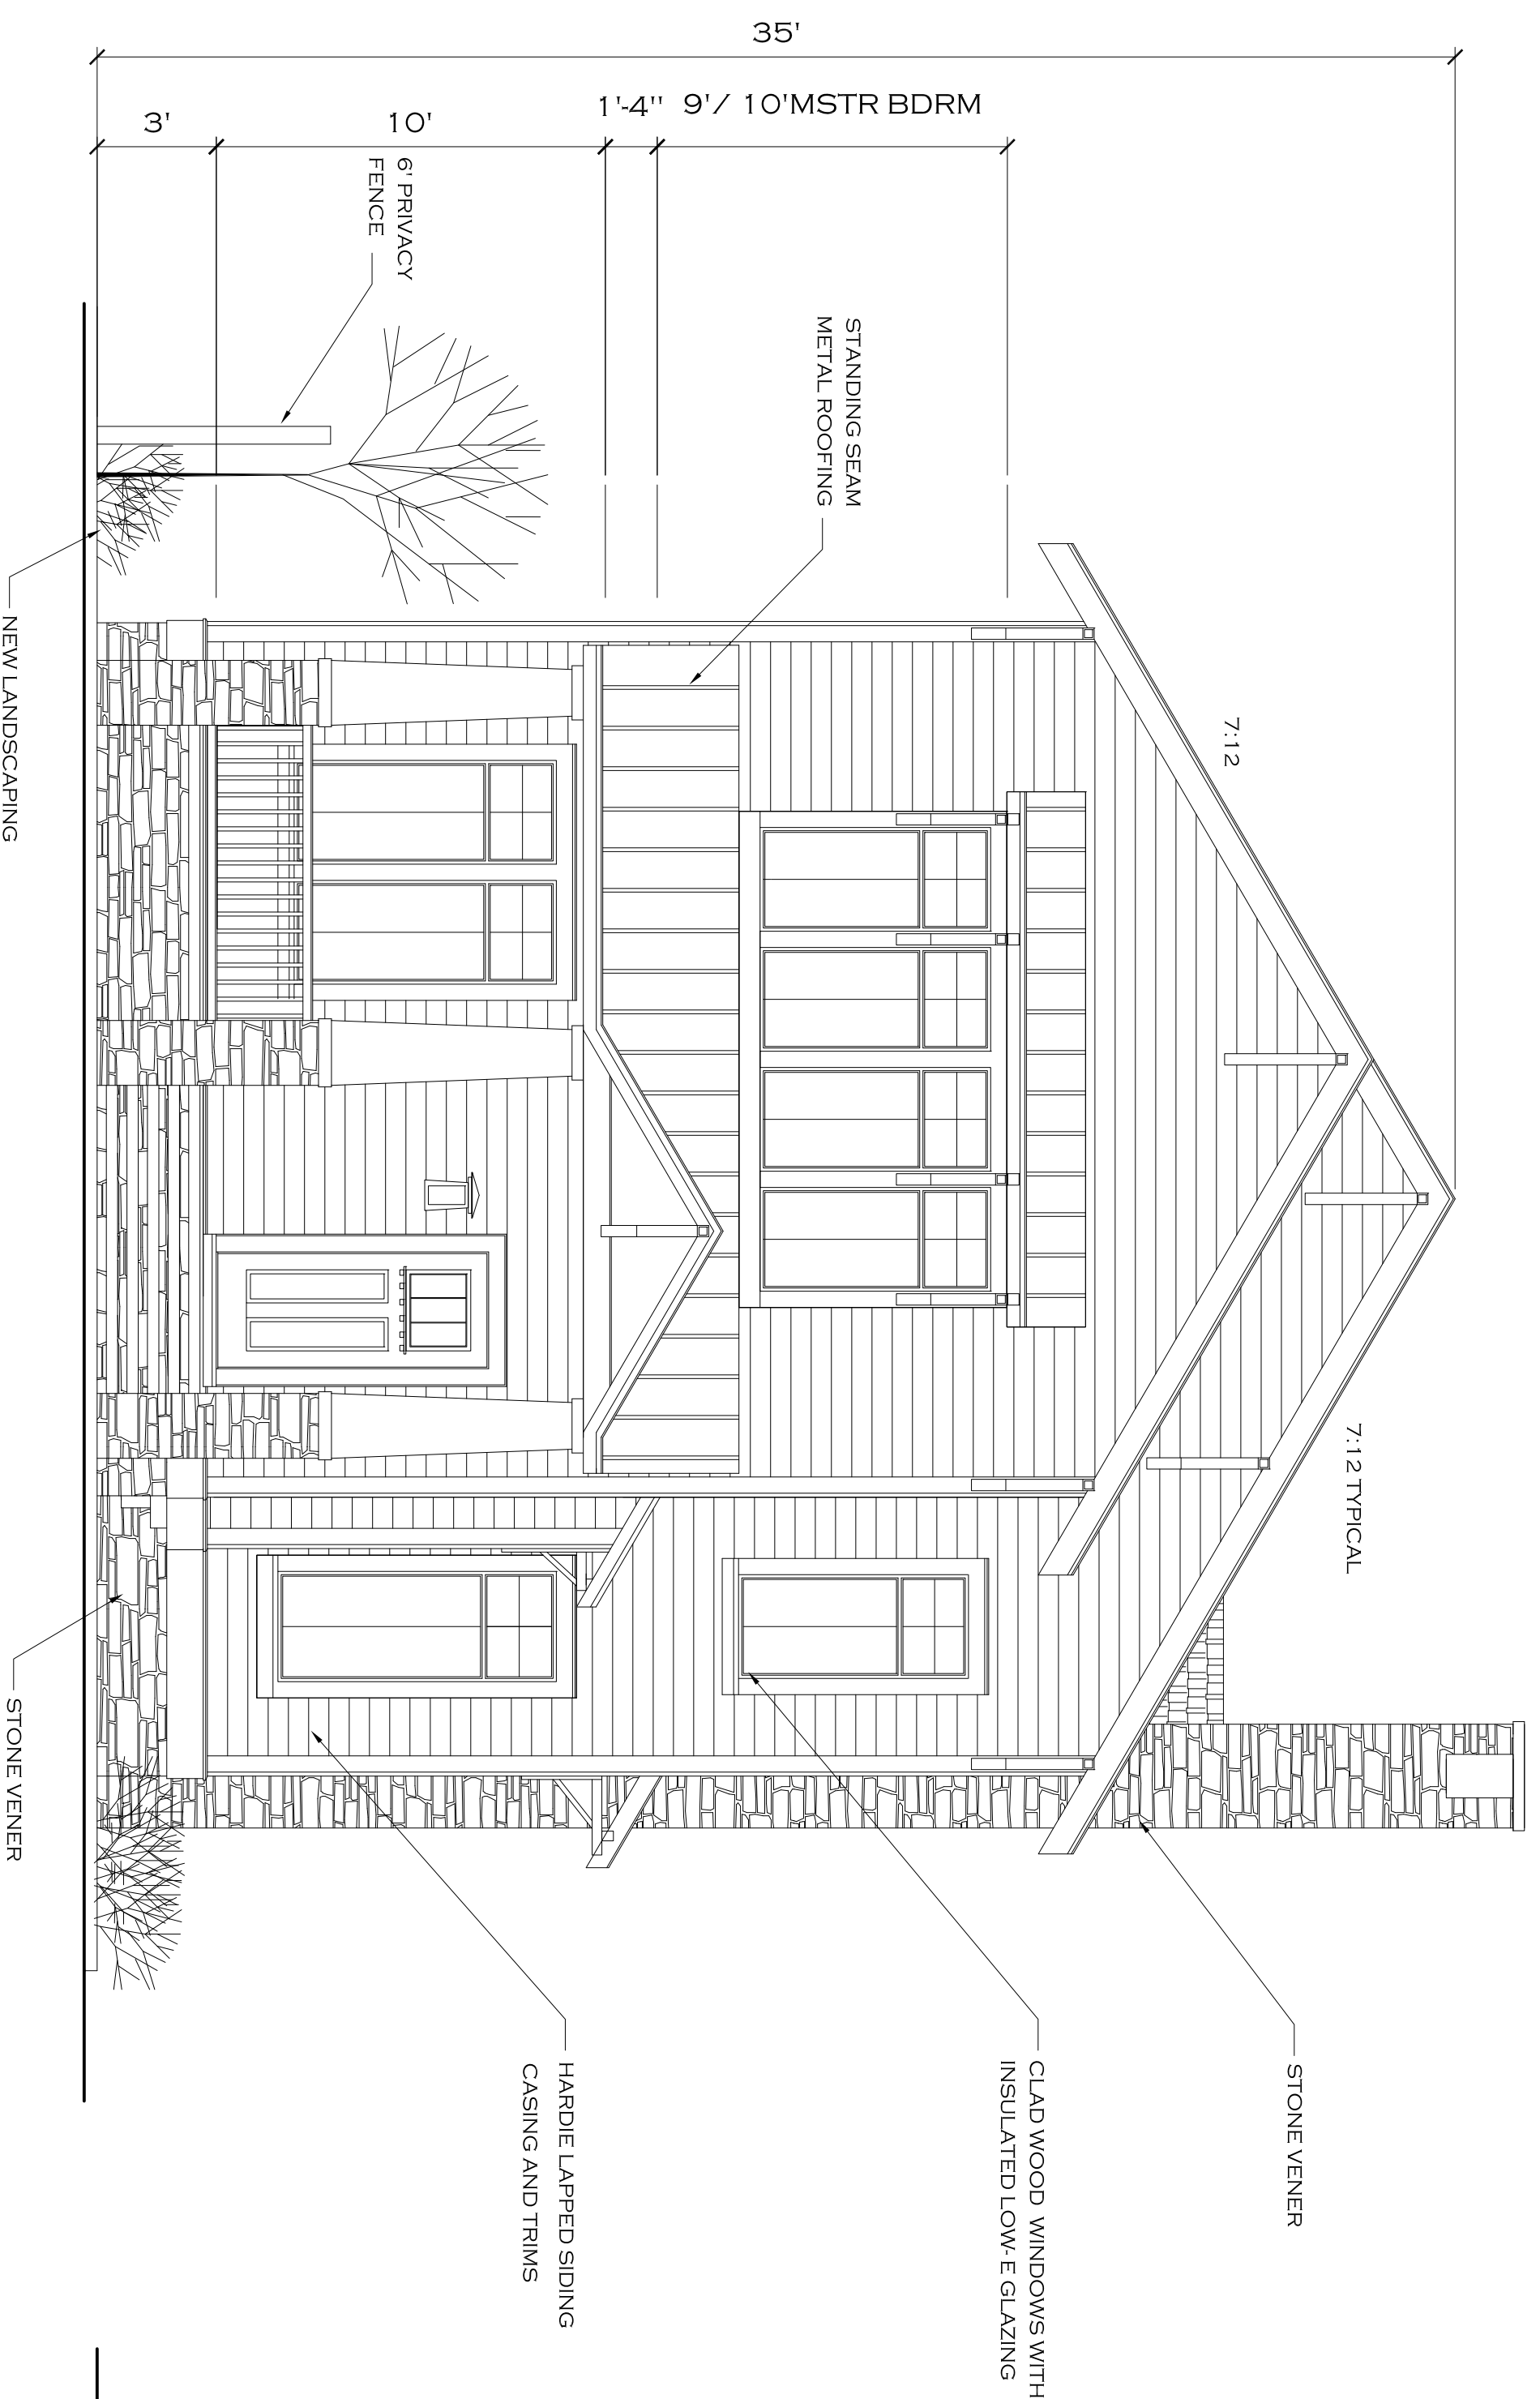 35'
3'
10'
1'-4"
9'/ 10'MSTR BDRM
6' PRIVACY
FENCE
STANDING SEAM
METAL ROOFING
NEW LANDSCAPING
7:12
7:12 TYPICAL
STONE VENER
CLAD WOOD WINDOWS WITH
INSULATED LOW- E GLAZING
HARDIE LAPPED SIDING
CASING AND TRIMS
STONE VENER